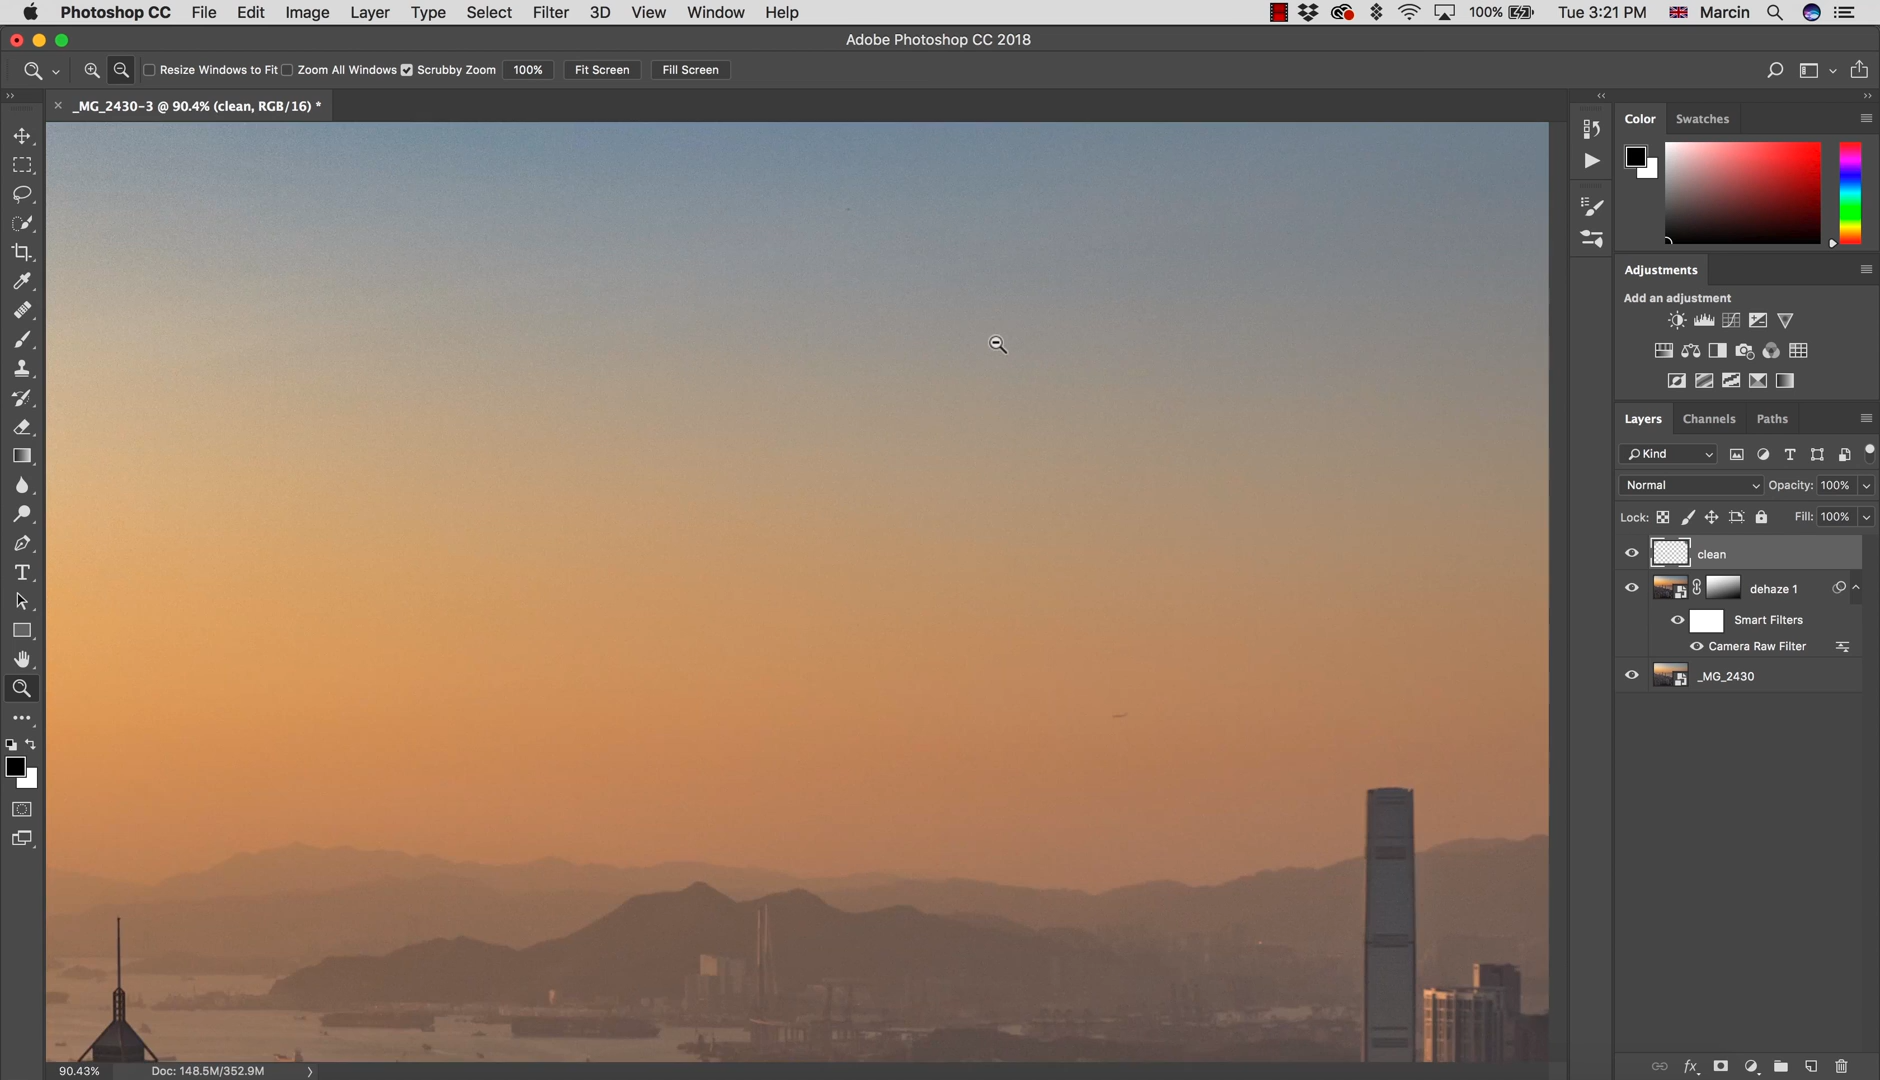 Photoshop CC File Edit Image Layer Type Select Filter 3D View Window Help 100% Tue 3:21 PM Marcin
Adobe Photoshop CC 2018
Resize Windows to Fit Zoom All Windows Scrubby Zoom 100% Fit Screen Fill Screen
_MG_2430-3 @ 90.4% (clean, RGB/16) *
Color Swatches
Adjustments
Add an adjustment
Layers Channels Paths
Kind
Normal Opacity: 100%
Lock: Fill: 100%
clean
dehaze 1
Smart Filters
Camera Raw Filter
_MG_2430
90.43% Doc: 148.5M/352.9M